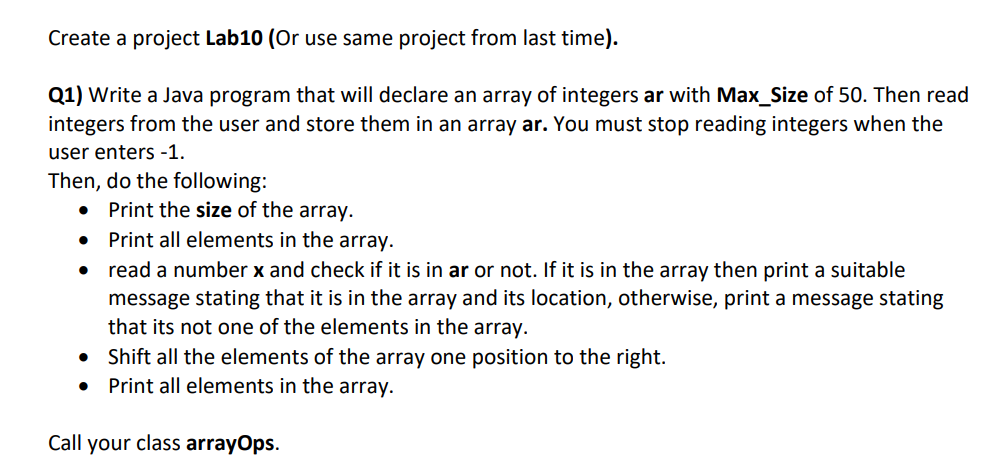 Create a project Lab10 (Or use same project from last time).
Q1) Write a Java program that will declare an array of integers ar with Max_Size of 50. Then read
integers from the user and store them in an array ar. You must stop reading integers when the
user enters -1.
Then, do the following:
• Print the size of the array.
• Print all elements in the array.
• read a number x and check if it is in ar or not. If it is in the array then print a suitable
message stating that it is in the array and its location, otherwise, print a message stating
that its not one of the elements in the array.
• Shift all the elements of the array one position to the right.
• Print all elements in the array.
Call your class arrayOps.